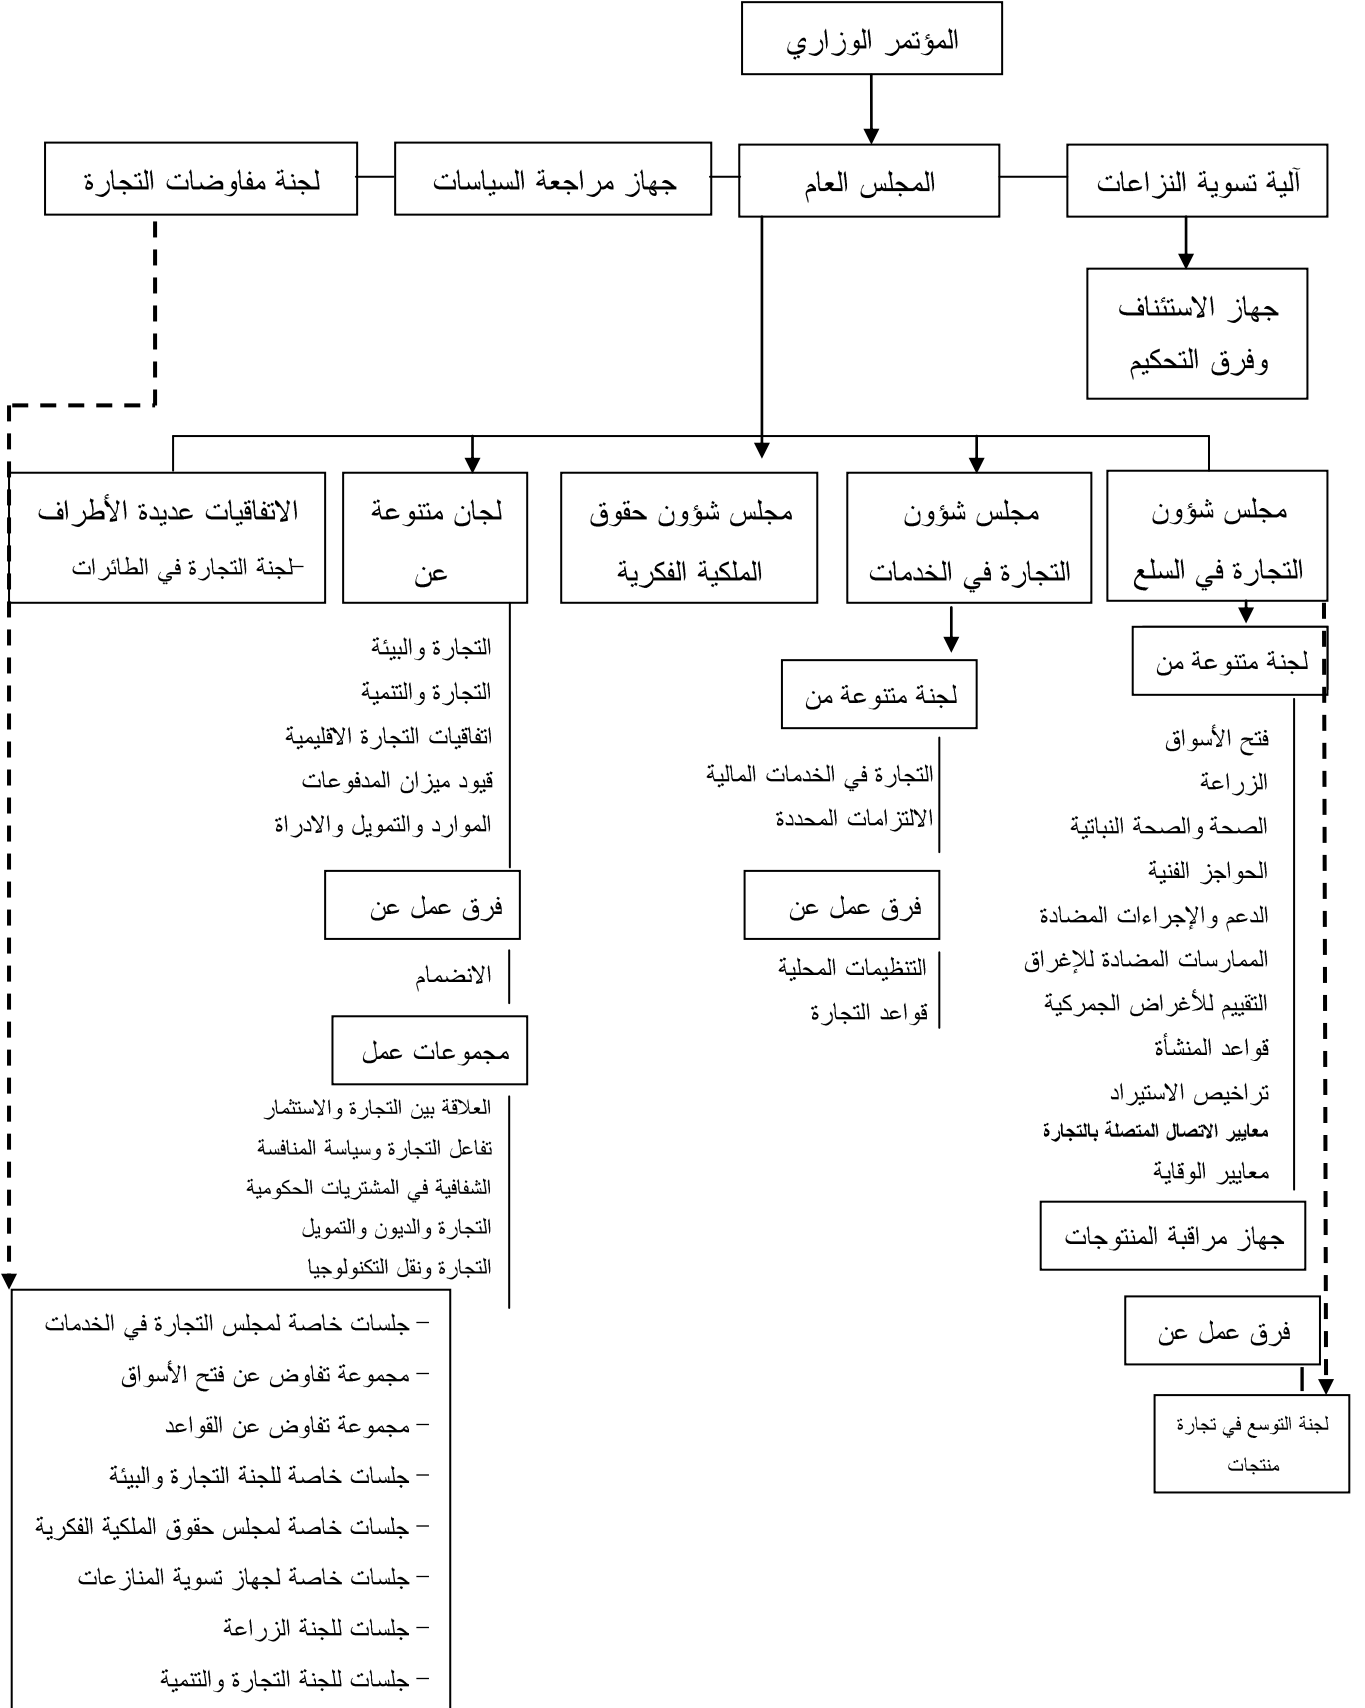 المؤتمر الوزاري
آلية تسوية النزاعات
المجلس العام
جهاز مراجعة السياسات
لجنة مفاوضات التجارة
جهاز الاستئناف
وفرق التحكيم
مجلس شؤون
التجارة في السلع
مجلس شؤون
التجارة في الخدمات
مجلس شؤون حقوق
الملكية الفكرية
لجان متنوعة
عن
الاتفاقيات عديدة الأطراف
-لجنة التجارة في الطائرات
لجنة متنوعة من
فتح الأسواق
الزراعة
الصحة والصحة النباتية
الحواجز الفنية
الدعم والإجراءات المضادة
الممارسات المضادة للإغراق
التقييم للأغراض الجمركية
قواعد المنشأة
تراخيص الاستيراد
معايير الاتصال المتصلة بالتجارة
معايير الوقاية
جهاز مراقبة المنتوجات
فرق عمل عن
لجنة التوسع في تجارة
منتجات
لجنة متنوعة من
التجارة في الخدمات المالية
الالتزامات المحددة
فرق عمل عن
التنظيمات المحلية
قواعد التجارة
التجارة والبيئة
التجارة والتنمية
اتفاقيات التجارة الاقليمية
قيود ميزان المدفوعات
الموارد والتمويل والادراة
فرق عمل عن
الانضمام
مجموعات عمل
العلاقة بين التجارة والاستثمار
تفاعل التجارة وسياسة المنافسة
الشفافية في المشتريات الحكومية
التجارة والديون والتمويل
التجارة ونقل التكنولوجيا
- جلسات خاصة لمجلس التجارة في الخدمات
- مجموعة تفاوض عن فتح الأسواق
- مجموعة تفاوض عن القواعد
- جلسات خاصة للجنة التجارة والبيئة
- جلسات خاصة لمجلس حقوق الملكية الفكرية
- جلسات خاصة لجهاز تسوية المنازعات
- جلسات للجنة الزراعة
- جلسات للجنة التجارة والتنمية